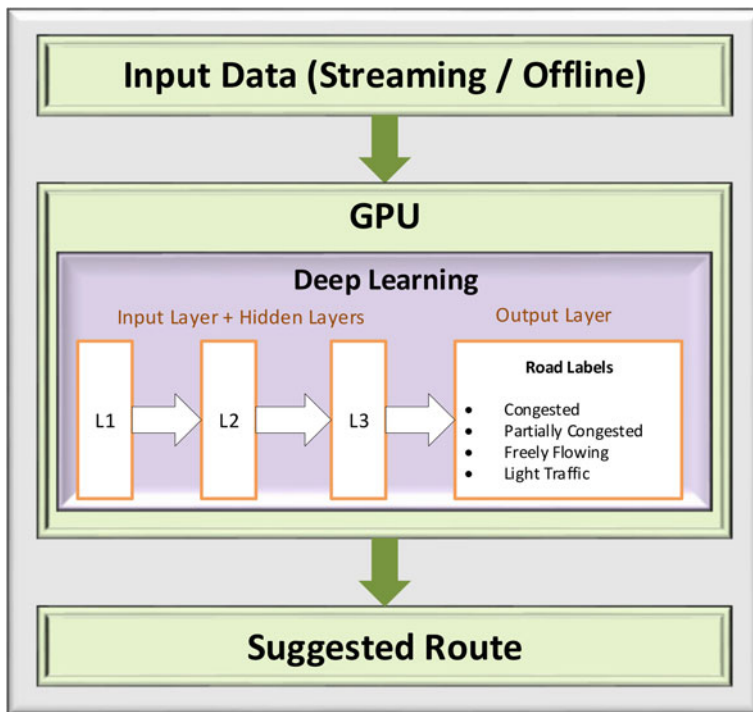 Input Data (Streaming / Offline)
GPU
Deep Learning
Input Layer + Hidden Layers
Output Layer
L1
L2
L3
Road Labels
• Congested
• Partially Congested
• Freely Flowing
• Light Traffic
Suggested Route